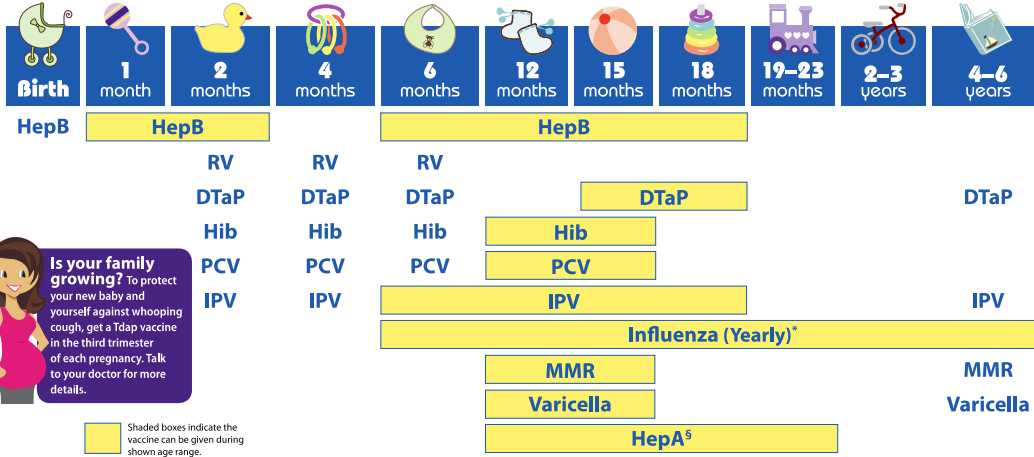 Birth
1
month
2
months
4
months
6
months
12
months
15
months
18
months
19–23
months
2–3
years
4–6
years
HepB HepB HepB
RV RV RV
DTaP DTaP DTaP DTaP DTaP
Hib Hib Hib Hib
PCV PCV PCV PCV
IPV IPV IPV IPV
Influenza (Yearly)*
MMR MMR
Varicella Varicella
HepA§
Is your family
growing? To protect
your new baby and
yourself against whooping
cough, get a Tdap vaccine
in the third trimester
of each pregnancy. Talk
to your doctor for more
details.
Shaded boxes indicate the
vaccine can be given during
shown age range.